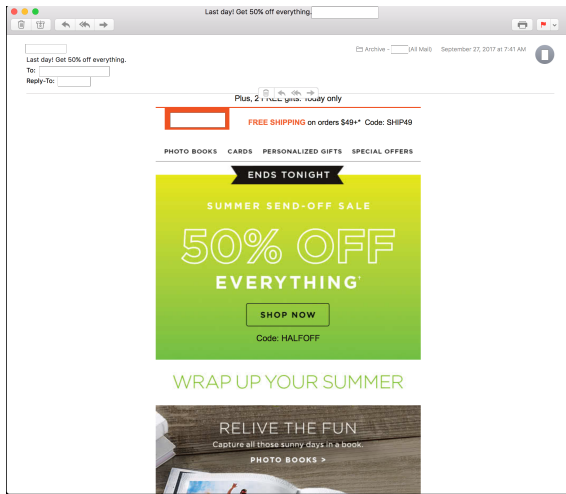 Last day! Get 50% off everything.
Archive - (All Mail) September 27, 2017 at 7:41 AM
Last day! Get 50% off everything.
To:
Reply-To:
Plus, 2 FREE gifts. Today only
FREE SHIPPING on orders $49+* Code: SHIP49
PHOTO BOOKS CARDS PERSONALIZED GIFTS SPECIAL OFFERS
ENDS TONIGHT
SUMMER SEND-OFF SALE
50% OFF
EVERYTHING†
SHOP NOW
Code: HALFOFF
WRAP UP YOUR SUMMER
RELIVE THE FUN
Capture all those sunny days in a book.
PHOTO BOOKS >